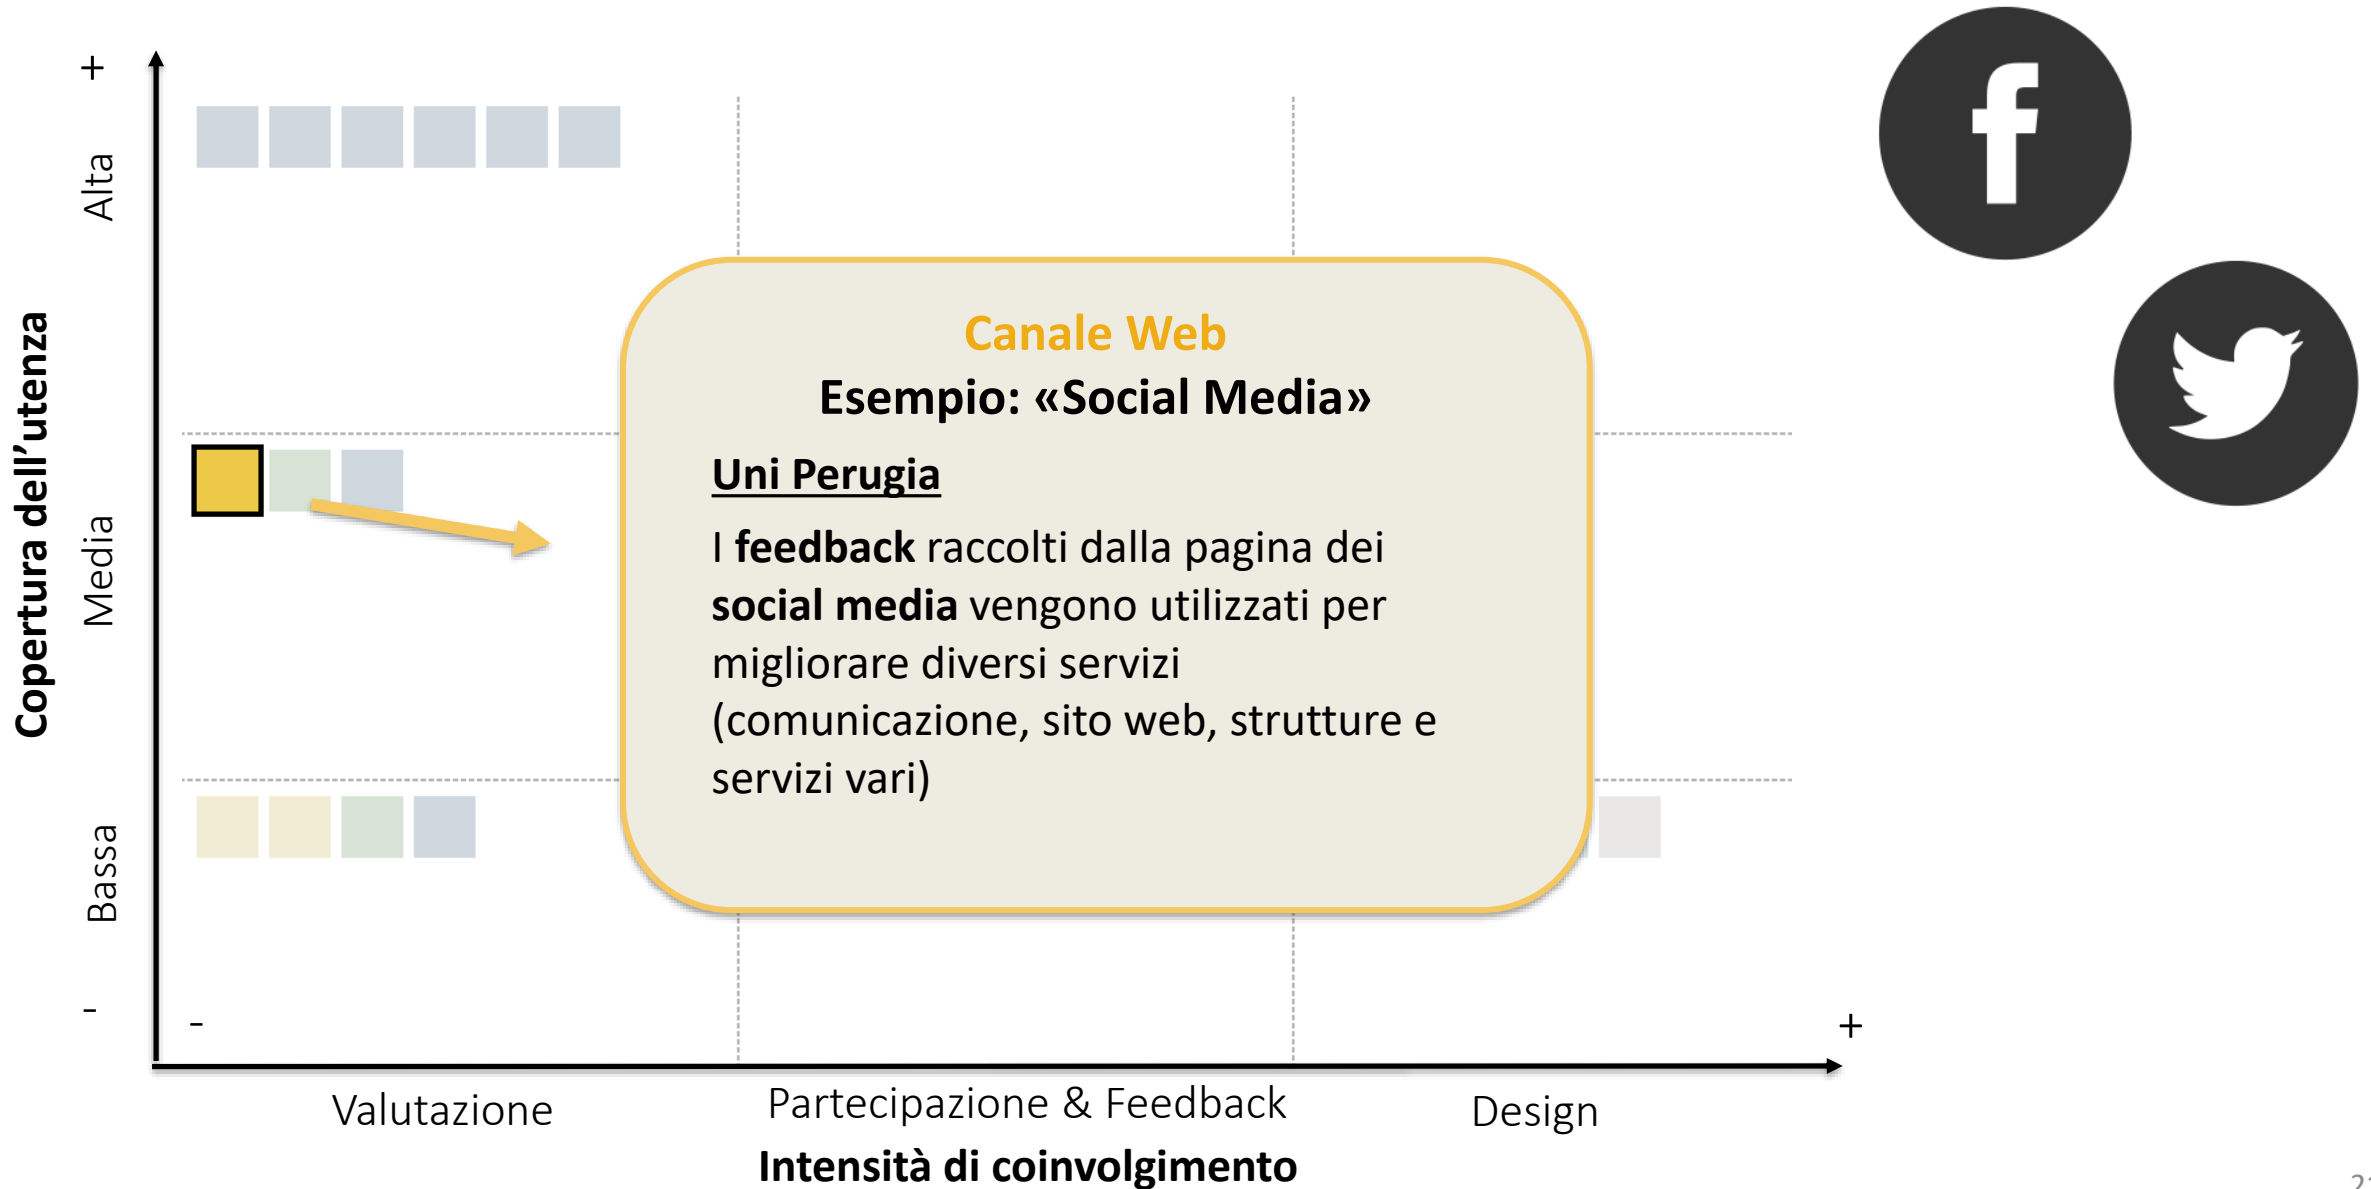 +
Alta
Media
Bassa
-
Copertura dell'utenza
Canale Web
Esempio: «Social Media»
Uni Perugia
I feedback raccolti dalla pagina dei
social media vengono utilizzati per
migliorare diversi servizi
(comunicazione, sito web, strutture e
servizi vari)
-
+
Valutazione
Partecipazione & Feedback
Design
Intensità di coinvolgimento